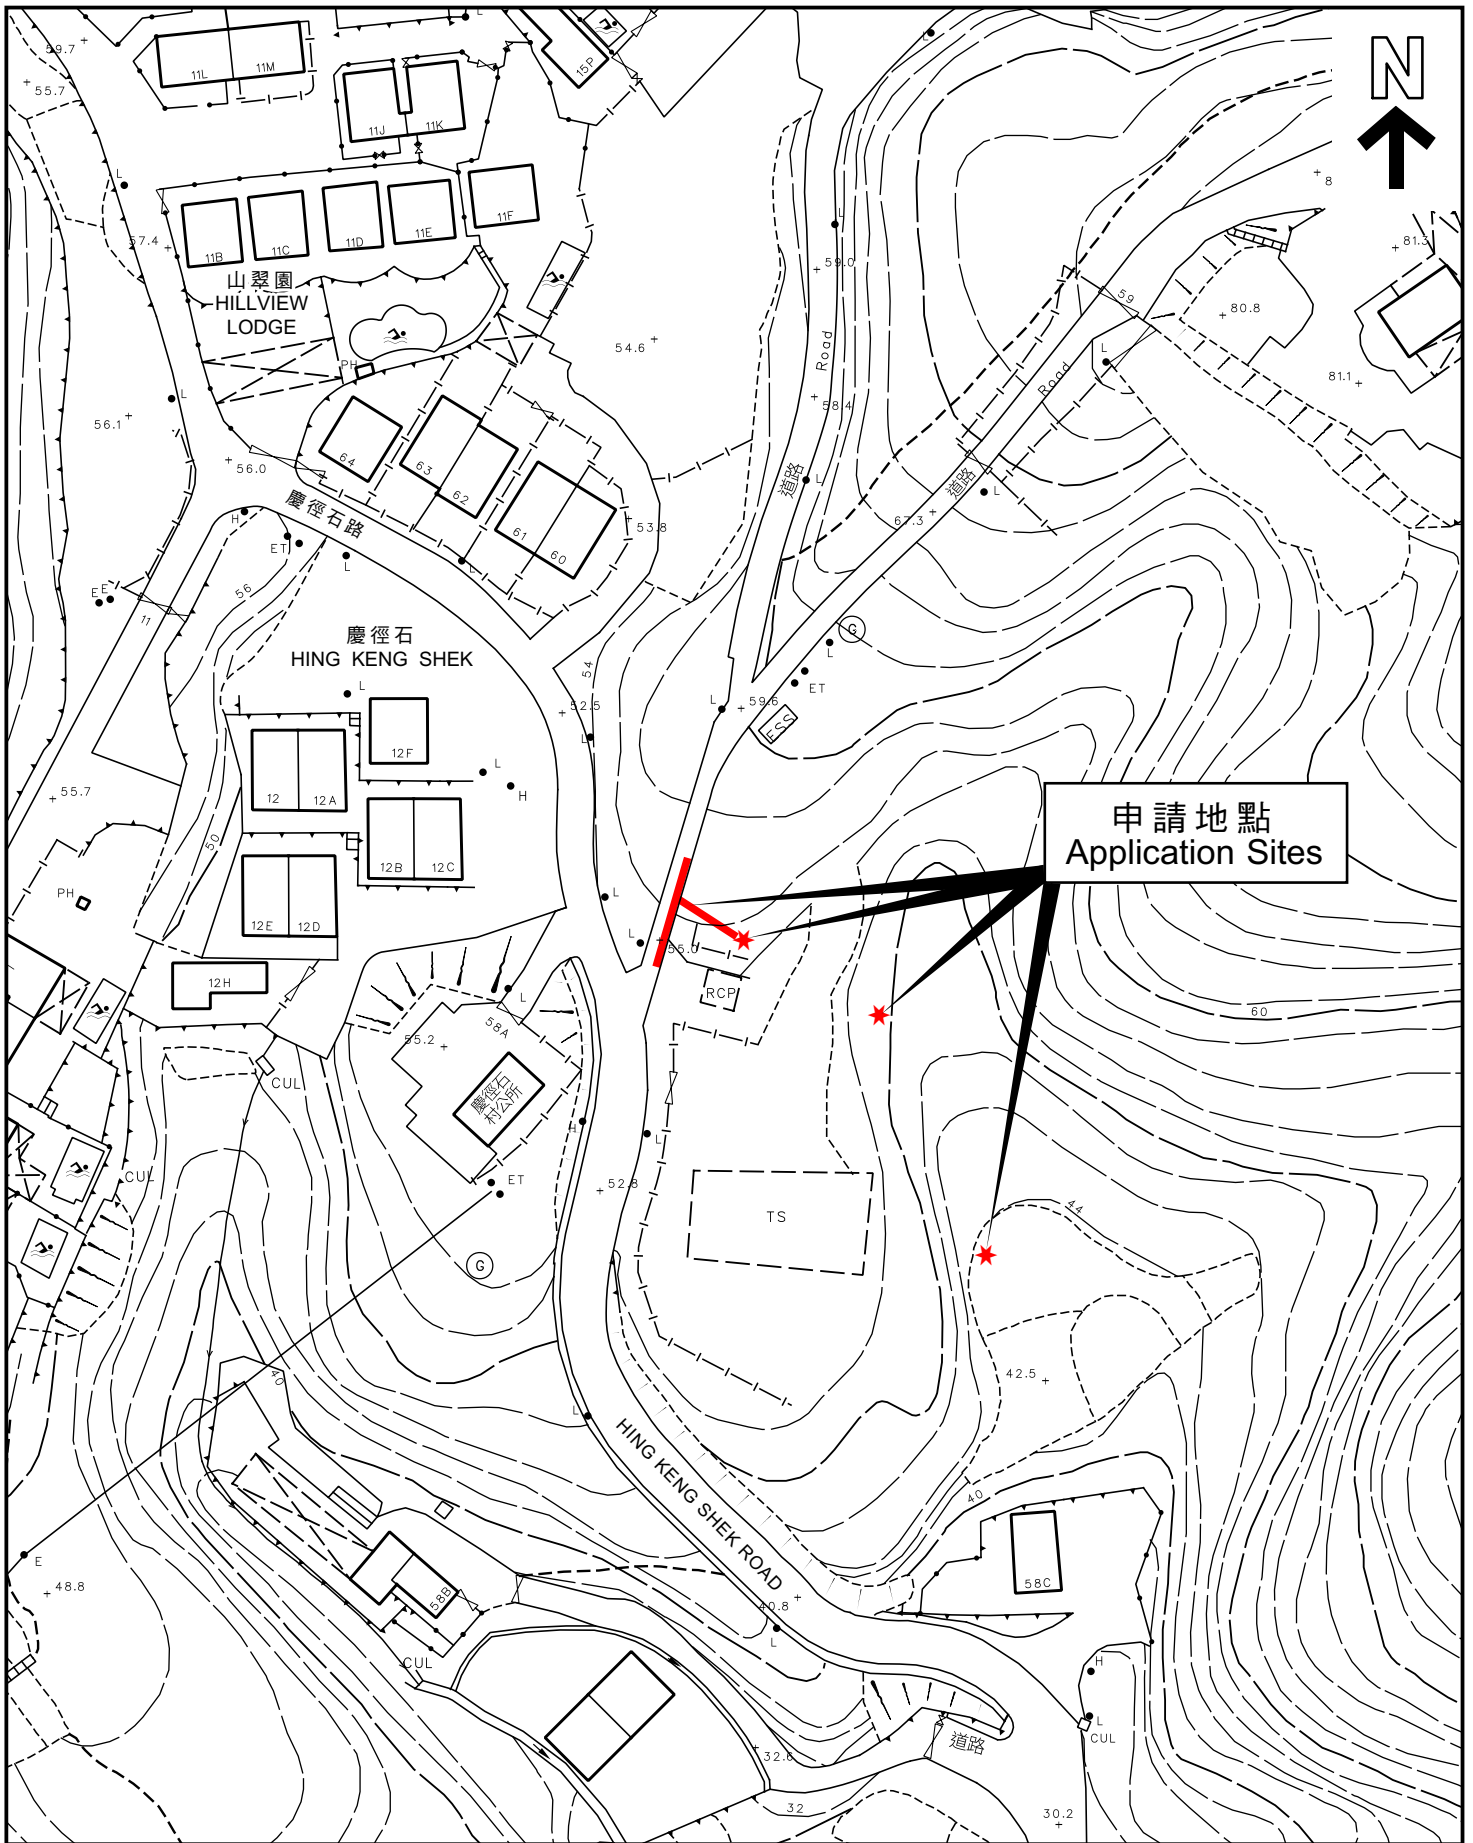 N
59.7
55.7
11L
11M
L
15P
L
11J
11K
L
11B
11C
11D
11E
11F
57.4
L
8
81.3
59.0
59
80.8
山翠園
HILLVIEW
LODGE
PH
54.6
Road
Road
L
81.1
58.4
L
56.1
56.0
64
63
62
61
60
53.8
道路
L
道路
L
67.3
慶徑石路
H
ET
L
L
EE
11
56
慶徑石
HING KENG SHEK
54
G
L
ET
L
12F
52.5
L
L
59.6
FSS
12
12A
L
H
55.7
50
12B
12C
申請地點
Application Sites
PH
12E
12D
L
L
55.0
12H
RCP
L
58A
55.2
60
CUL
慶徑石
村公所
H
L
CUL
ET
52.8
TS
44
G
42.5
40
L
HING KENG SHEEK ROAD
40
58C
E
48.8
58B
40.8
L
CUL
H
L
CUL
道路
32.6
32
30.2